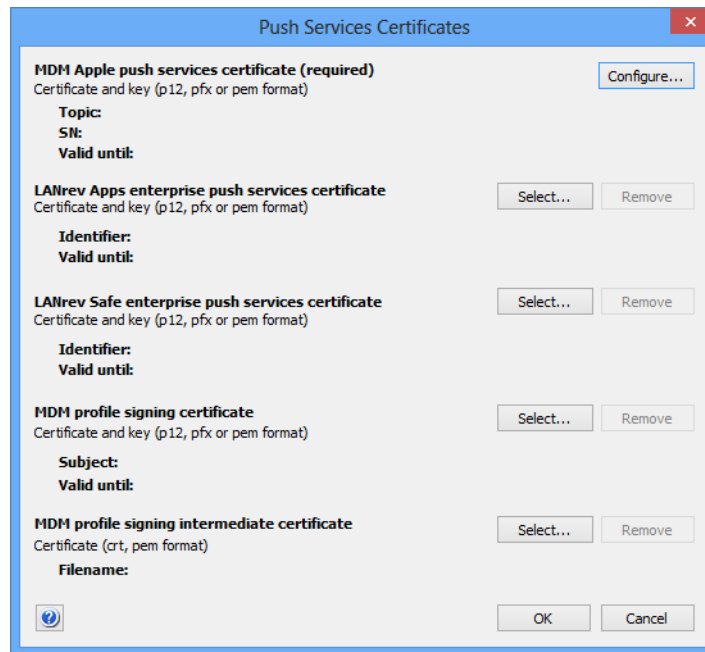 Push Services Certificates
MDM Apple push services certificate (required)
Configure...
Certificate and key (p12, pfx or pem format)
Topic:
SN:
Valid until:
LANrev Apps enterprise push services certificate
Select... Remove
Certificate and key (p12, pfx or pem format)
Identifier:
Valid until:
LANrev Safe enterprise push services certificate
Select... Remove
Certificate and key (p12, pfx or pem format)
Identifier:
Valid until:
MDM profile signing certificate
Select... Remove
Certificate and key (p12, pfx or pem format)
Subject:
Valid until:
MDM profile signing intermediate certificate
Select... Remove
Certificate (crt, pem format)
Filename:
OK Cancel